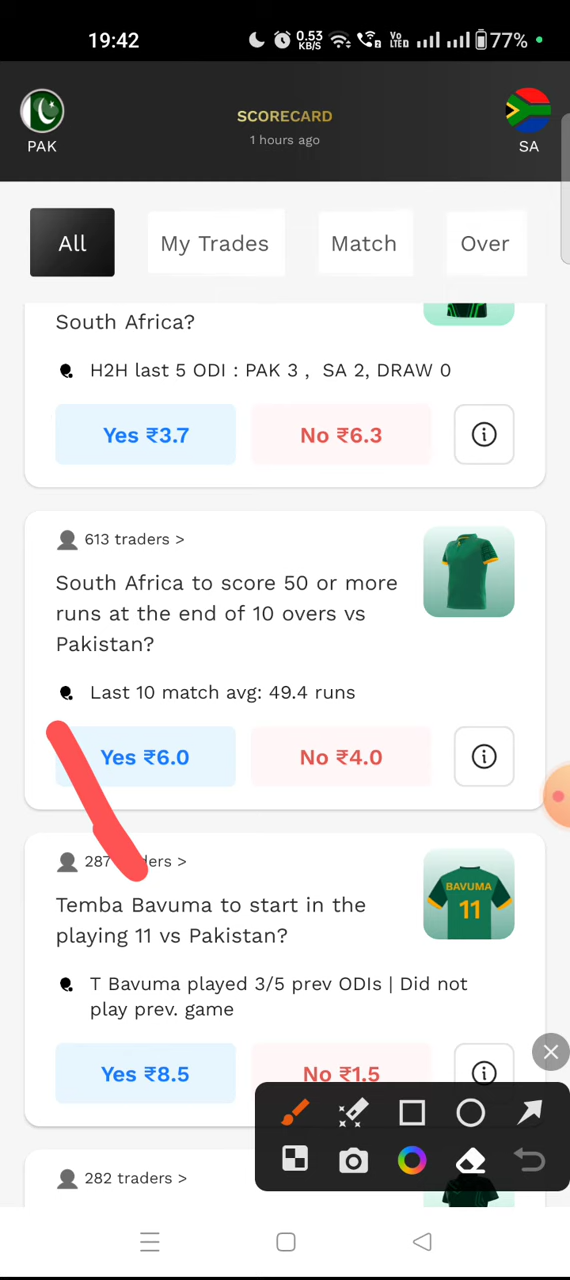 19:42
0.53 KB/S
Vo LTED
77%
PAK
SCORECARD
1 hours ago
SA
All
My Trades
Match
Over
South Africa?
H2H last 5 ODI : PAK 3 , SA 2, DRAW 0
Yes ₹3.7
No ₹6.3
613 traders >
South Africa to score 50 or more
runs at the end of 10 overs vs
Pakistan?
Last 10 match avg: 49.4 runs
Yes ₹6.0
No ₹4.0
287 traders >
BAVUMA
11
Temba Bavuma to start in the
playing 11 vs Pakistan?
T Bavuma played 3/5 prev ODIs | Did not
play prev. game
Yes ₹8.5
No ₹1.5
282 traders >